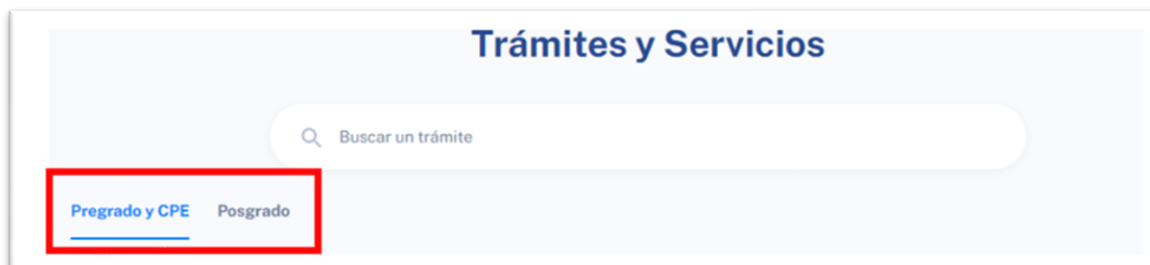 Trámites y Servicios
Buscar un trámite
Pregrado y CPE Posgrado